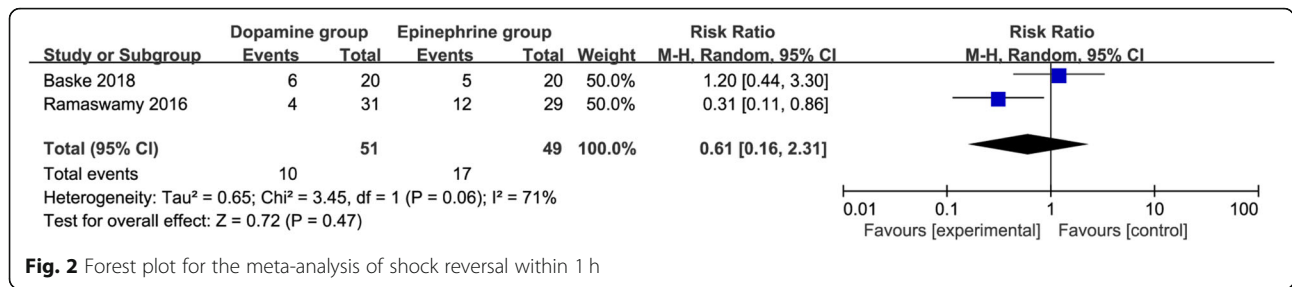 Dopamine group Epinephrine group Risk Ratio Risk Ratio
Study or Subgroup Events Total Events Total Weight M-H, Random, 95% CI M-H, Random, 95% CI
Baske 2018 6 20 5 20 50.0% 1.20 [0.44, 3.30]
Ramaswamy 2016 4 31 12 29 50.0% 0.31 [0.11, 0.86]
Total (95% CI) 51 49 100.0% 0.61 [0.16, 2.31]
Total events 10 17
Heterogeneity: Tau² = 0.65; Chi² = 3.45, df = 1 (P = 0.06); I² = 71%
Test for overall effect: Z = 0.72 (P = 0.47)
0.01 0.1 1 10 100
Favours [experimental] Favours [control]
Fig. 2 Forest plot for the meta-analysis of shock reversal within 1 h